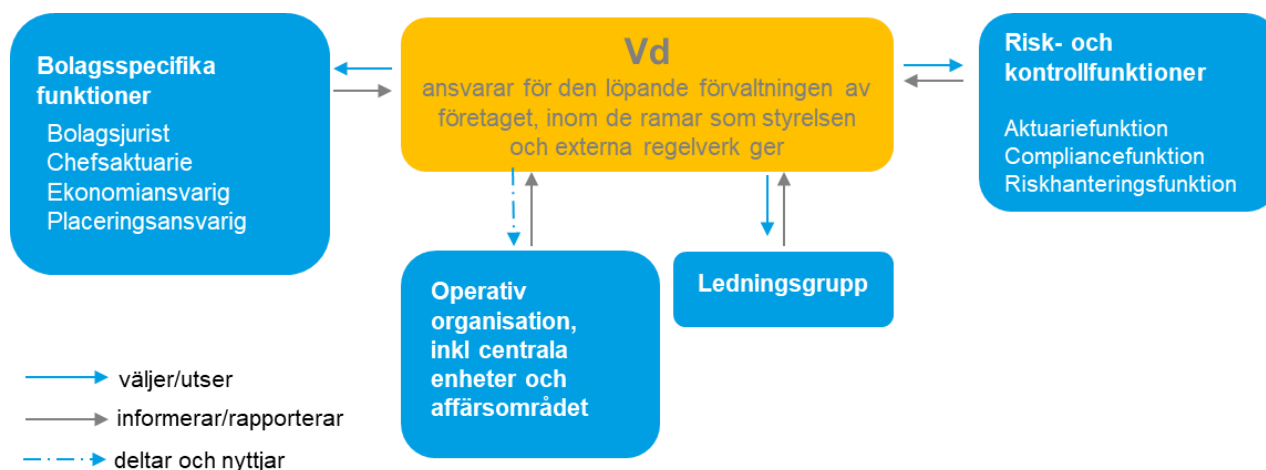 Bolagsspecifika
funktioner
Bolagsjurist
Chefsaktuarie
Ekonomiansvarig
Placeringsansvarig
Vd
ansvarar för den löpande förvaltningen av
företaget, inom de ramar som styrelsen
och externa regelverk ger
Risk- och
kontrollfunktioner
Aktuariefunktion
Compliancefunktion
Riskhanteringsfunktion
Operativ
organisation,
inkl centrala
enheter och
affärsområdet
Ledningsgrupp
väljer/utser
informerar/rapporterar
deltar och nyttjar